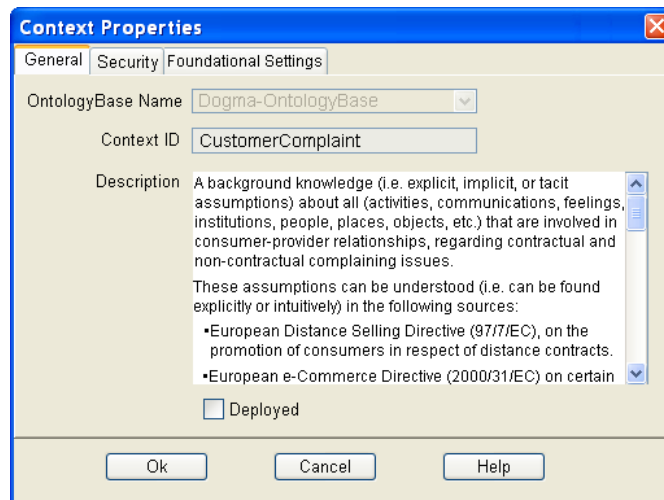 Context Properties
General Security Foundational Settings
OntologyBase Name Dogma-OntologyBase
Context ID CustomerComplaint
Description A background knowledge (i.e. explicit, implicit, or tacit
assumptions) about all (activities, communications, feelings,
institutions, people, places, objects, etc.) that are involved in
consumer-provider relationships, regarding contractual and
non-contractual complaining issues.
These assumptions can be understood (i.e. can be found
explicitly or intuitively) in the following sources:
▪European Distance Selling Directive (97/7/EC), on the
promotion of consumers in respect of distance contracts.
▪European e-Commerce Directive (2000/31/EC) on certain
Deployed
Ok Cancel Help